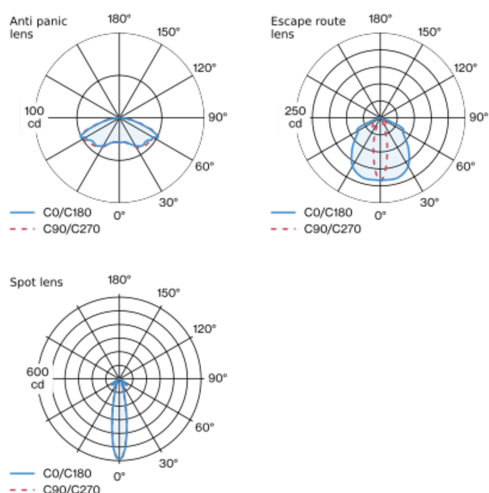 Anti panic
lens
180°
150°
120°
100
cd
90°
60°
30°
0°
C0/C180
C90/C270
Escape route
lens
180°
150°
120°
250
cd
90°
60°
30°
0°
C0/C180
C90/C270
Spot lens
180°
150°
120°
600
cd
90°
60°
30°
0°
C0/C180
C90/C270